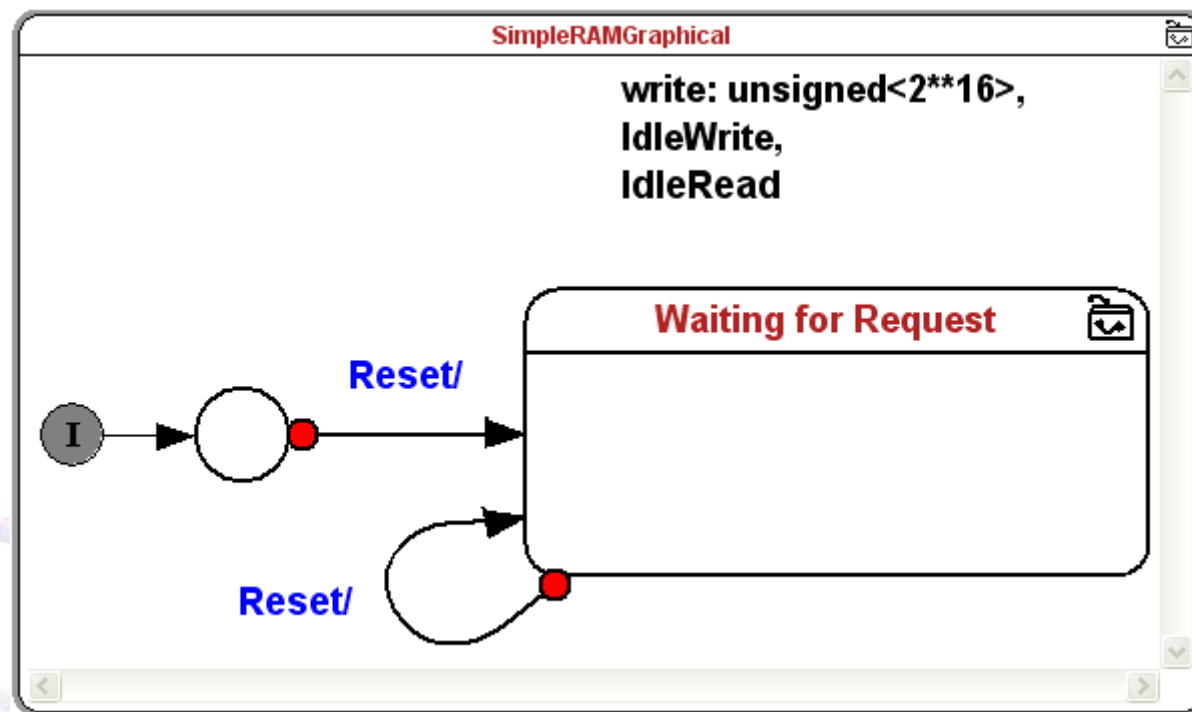 SimpleRAMGraphical
write: unsigned<2**16>,
IdleWrite,
IdleRead
Waiting for Request
Reset/
I
Reset/